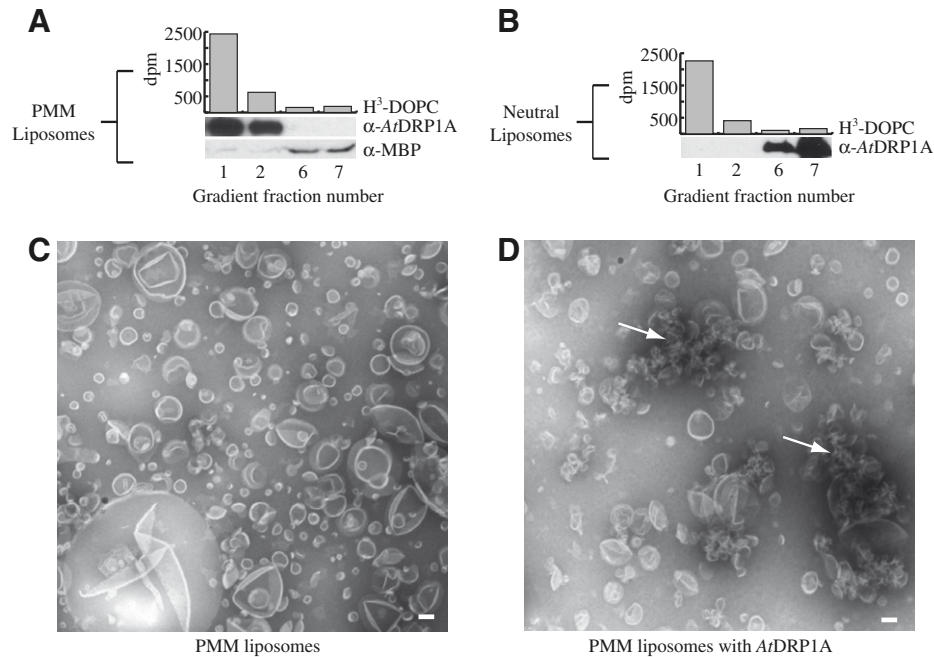 A
2500
1500
500
dpm
PMM
Liposomes
H³-DOPC
α-AtDRP1A
α-MBP
1 2 6 7
Gradient fraction number
B
2500
1500
500
dpm
Neutral
Liposomes
H³-DOPC
α-AtDRP1A
1 2 6 7
Gradient fraction number
C
PMM liposomes
D
PMM liposomes with AtDRP1A